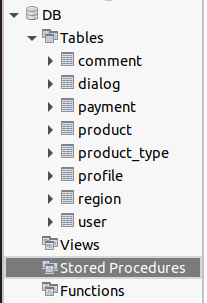 DB
Tables
comment
dialog
payment
product
product_type
profile
region
user
Views
Stored Procedures
Functions